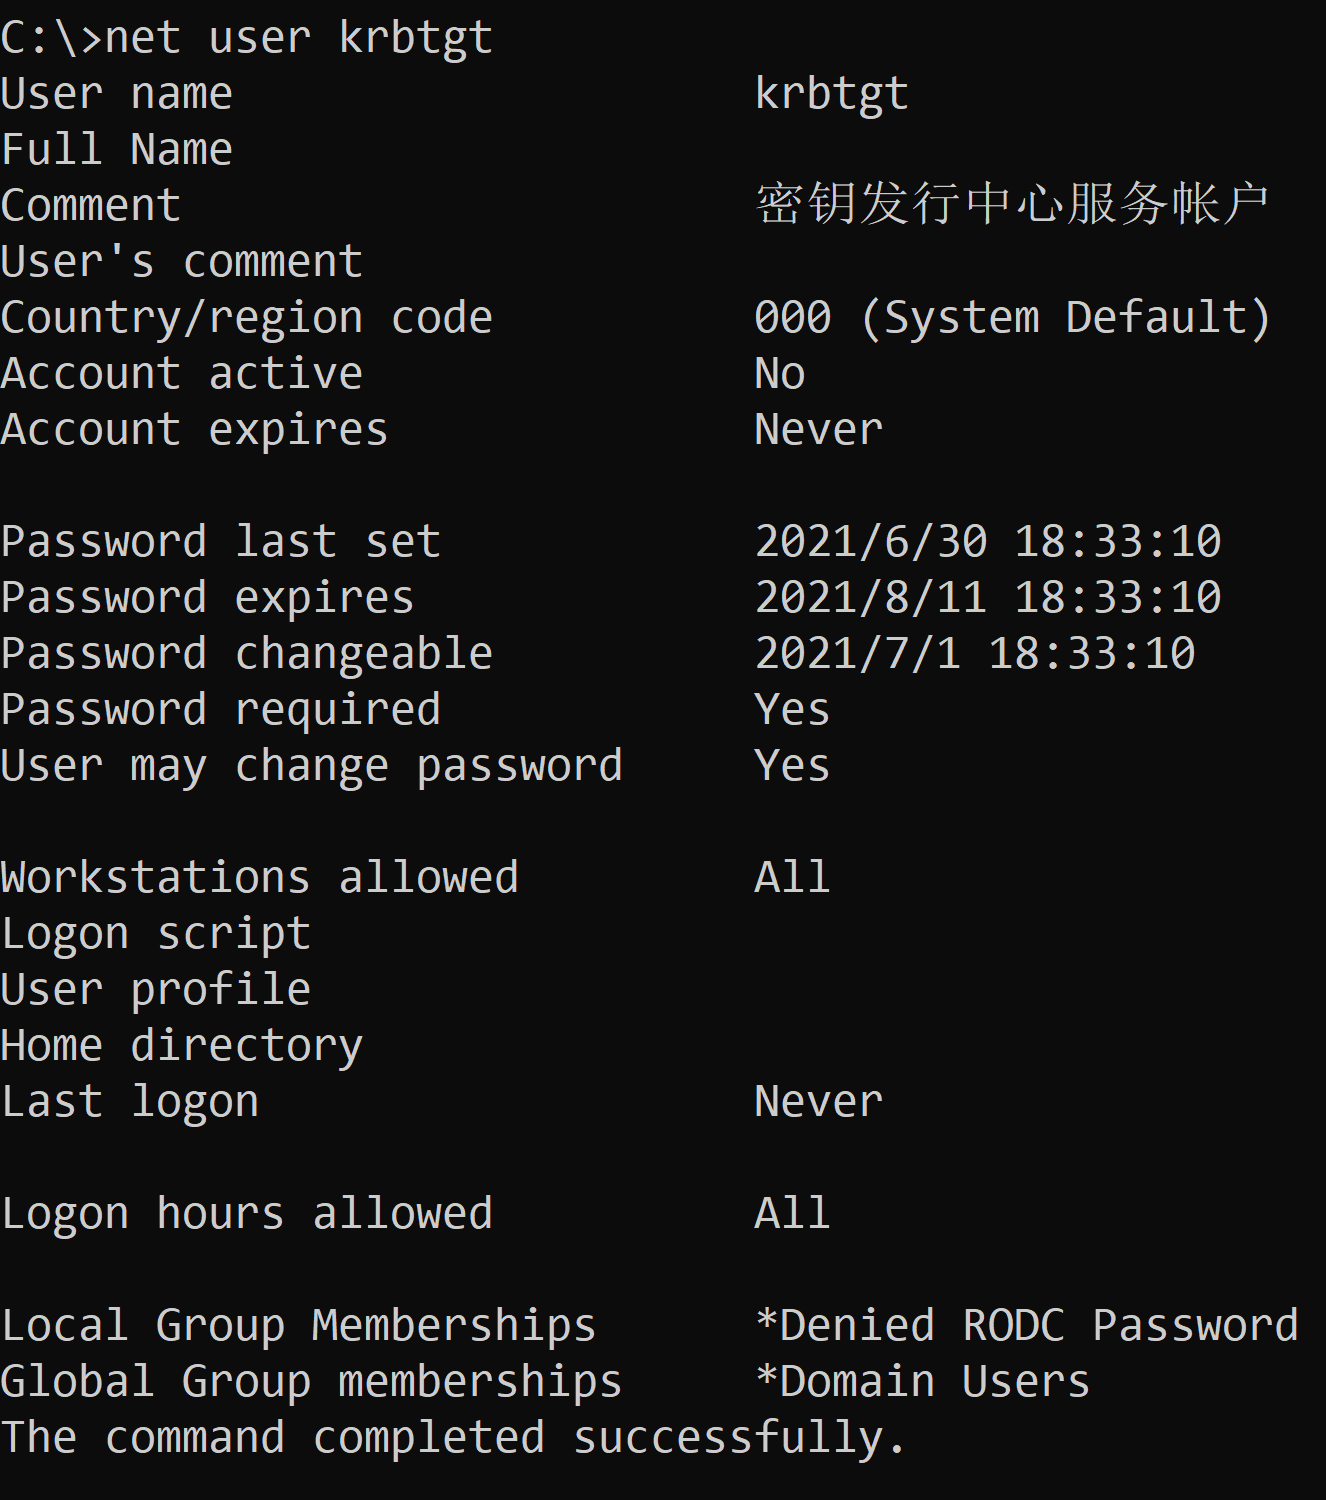 C:\>net user krbtgt
User name                    krbtgt
Full Name
Comment                      密钥发行中心服务帐户
User's comment
Country/region code          000 (System Default)
Account active               No
Account expires              Never

Password last set            2021/6/30 18:33:10
Password expires             2021/8/11 18:33:10
Password changeable          2021/7/1 18:33:10
Password required            Yes
User may change password     Yes

Workstations allowed         All
Logon script
User profile
Home directory
Last logon                   Never

Logon hours allowed          All

Local Group Memberships      *Denied RODC Password
Global Group memberships     *Domain Users
The command completed successfully.